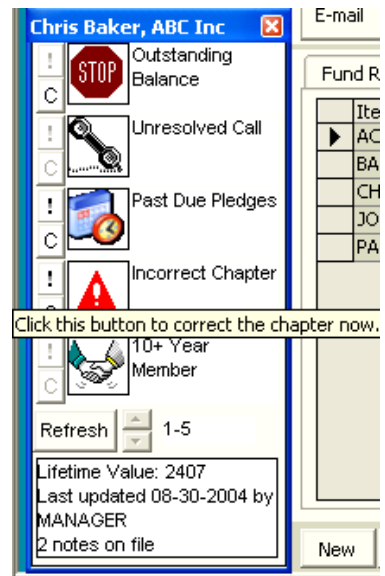 Chris Baker, ABC Inc
E-mail
!
STOP
Outstanding
Balance
C
Fund R
Ite
!
Unresolved Call
C
AC
BA
CH
JO
PA
!
Past Due Pledges
C
!
Incorrect Chapter
!
Click this button to correct the chapter now.
!
10+ Year
Member
C
Refresh
1-5
Lifetime Value: 2407
Last updated 08-30-2004 by
MANAGER
2 notes on file
New